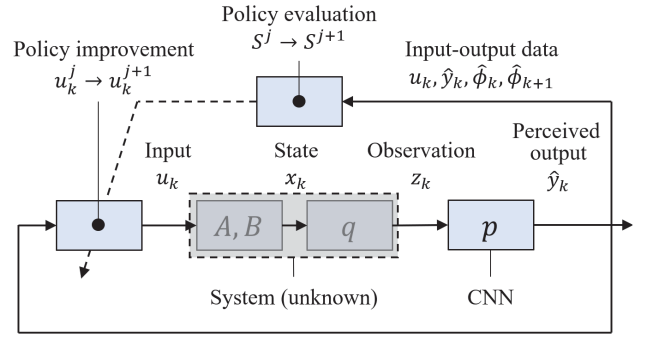 Policy evaluation
S^j → S^{j+1}
Policy improvement
u_k^j → u_k^{j+1}
Input-output data
u_k, ŷ_k, ϕ̂_k, ϕ̂_{k+1}
Input
u_k
State
x_k
Observation
z_k
Perceived
output
ŷ_k
A, B
q
p
System (unknown)
CNN